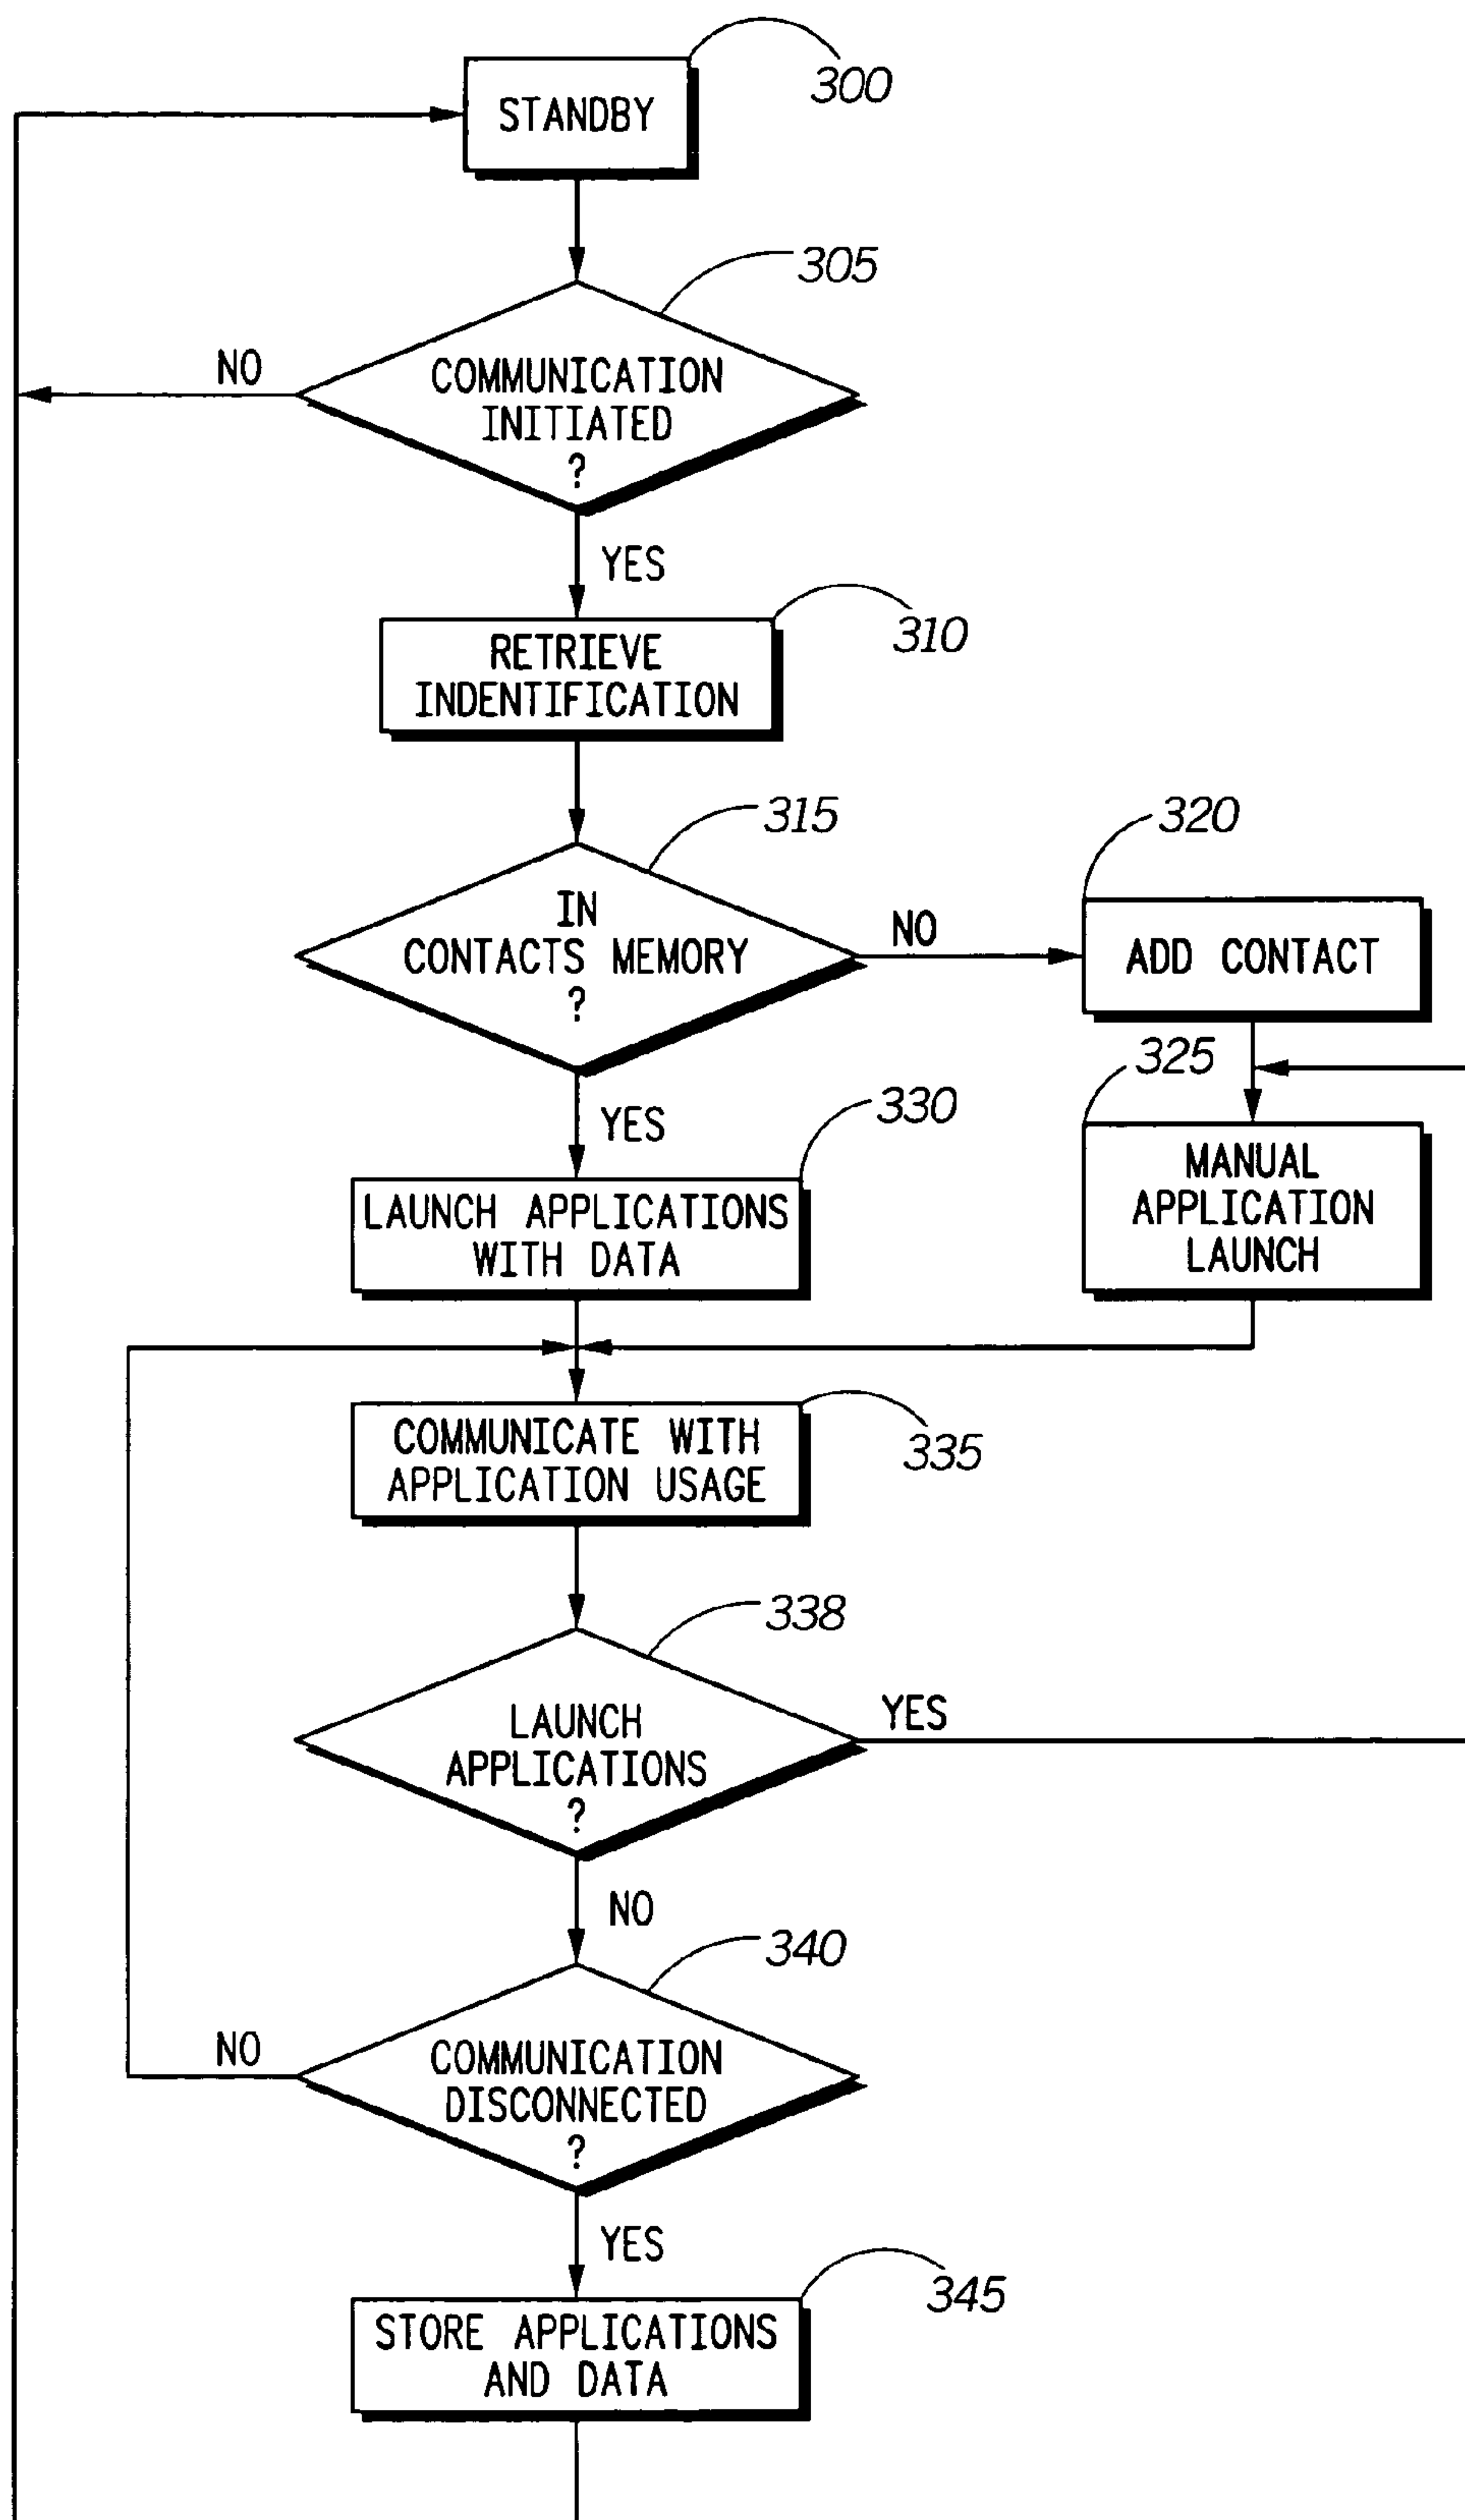 300
STANDBY
305
NO
COMMUNICATION
INITIATED
?
YES
310
RETRIEVE
INDENTIFICATION
315
320
IN
CONTACTS MEMORY
?
NO
ADD CONTACT
325
YES
330
MANUAL
APPLICATION
LAUNCH
LAUNCH APPLICATIONS
WITH DATA
335
COMMUNICATE WITH
APPLICATION USAGE
338
LAUNCH
APPLICATIONS
?
YES
NO
340
NO
COMMUNICATION
DISCONNECTED
?
YES
345
STORE APPLICATIONS
AND DATA